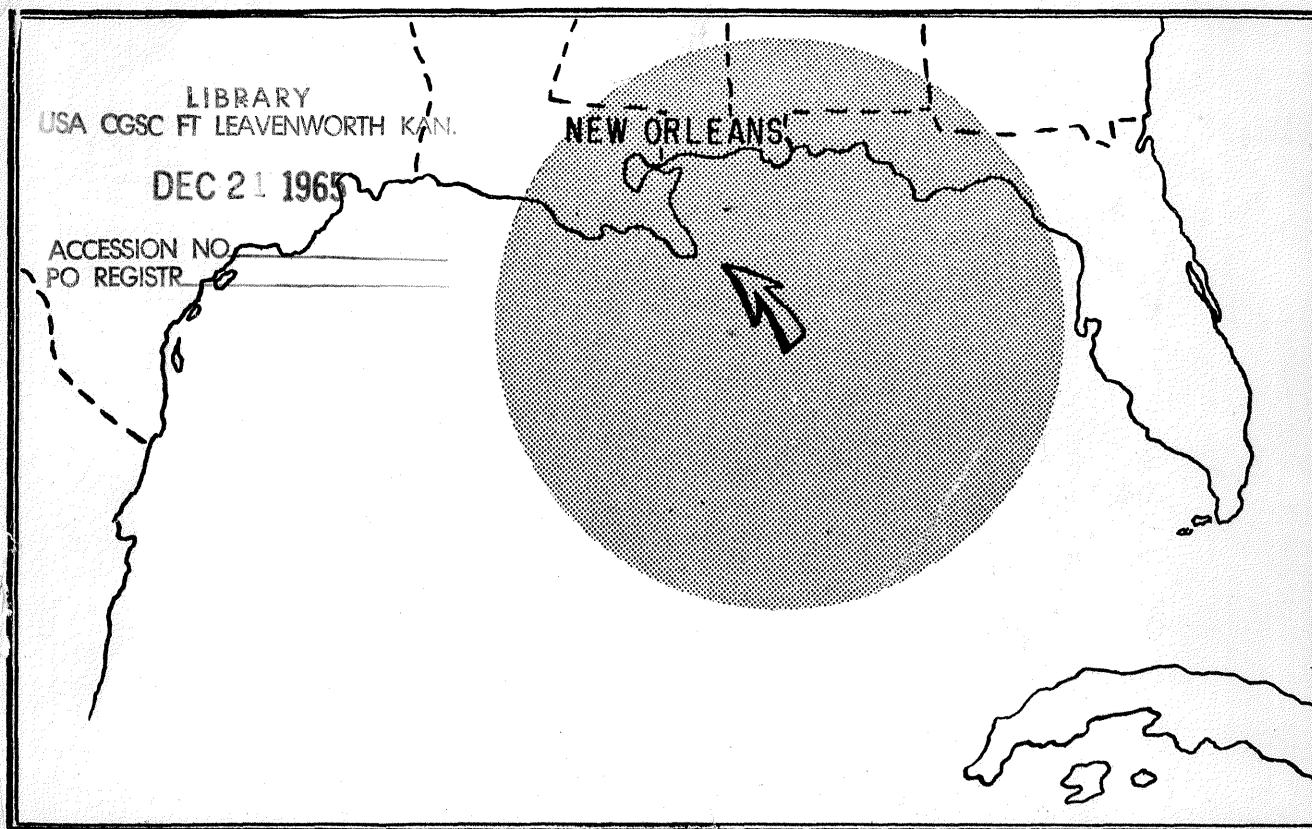 LIBRARY
USA CGSC FT LEAVENWORTH KAN.
DEC 21 1965
ACCESSION NO
PO REGISTR
NEW ORLEANS